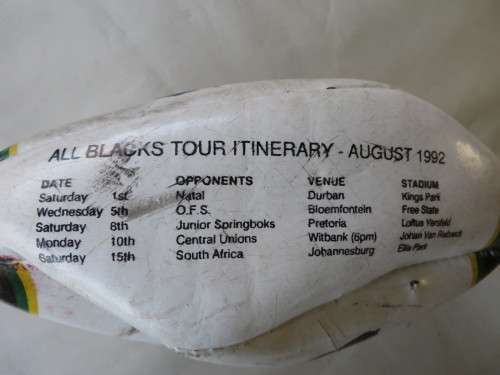 ALL BLACKS TOUR ITINERARY - AUGUST 1992
DATE OPPONENTS VENUE STADIUM
Saturday 1st Natal Durban Kings Park
Wednesday 5th O.F.S. Bloemfontein Free State
Saturday 8th Junior Springboks Pretoria Loftus Versfeld
Monday 10th Central Unions Witbank (6pm) Johan Van
Saturday 15th South Africa Johannesburg Ellis Park